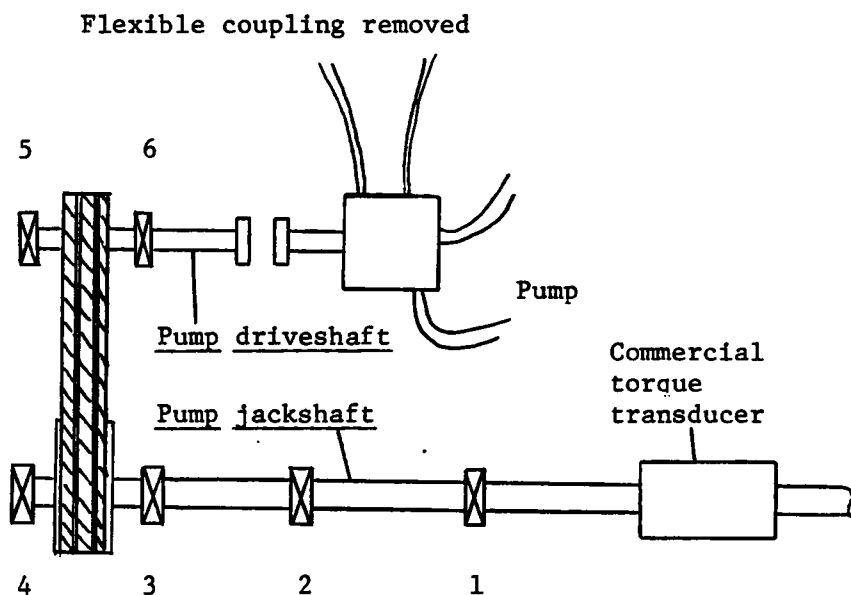 Flexible coupling removed
5
6
Pump
Pump driveshaft
Commercial
torque
transducer
Pump jackshaft
4
3
2
1